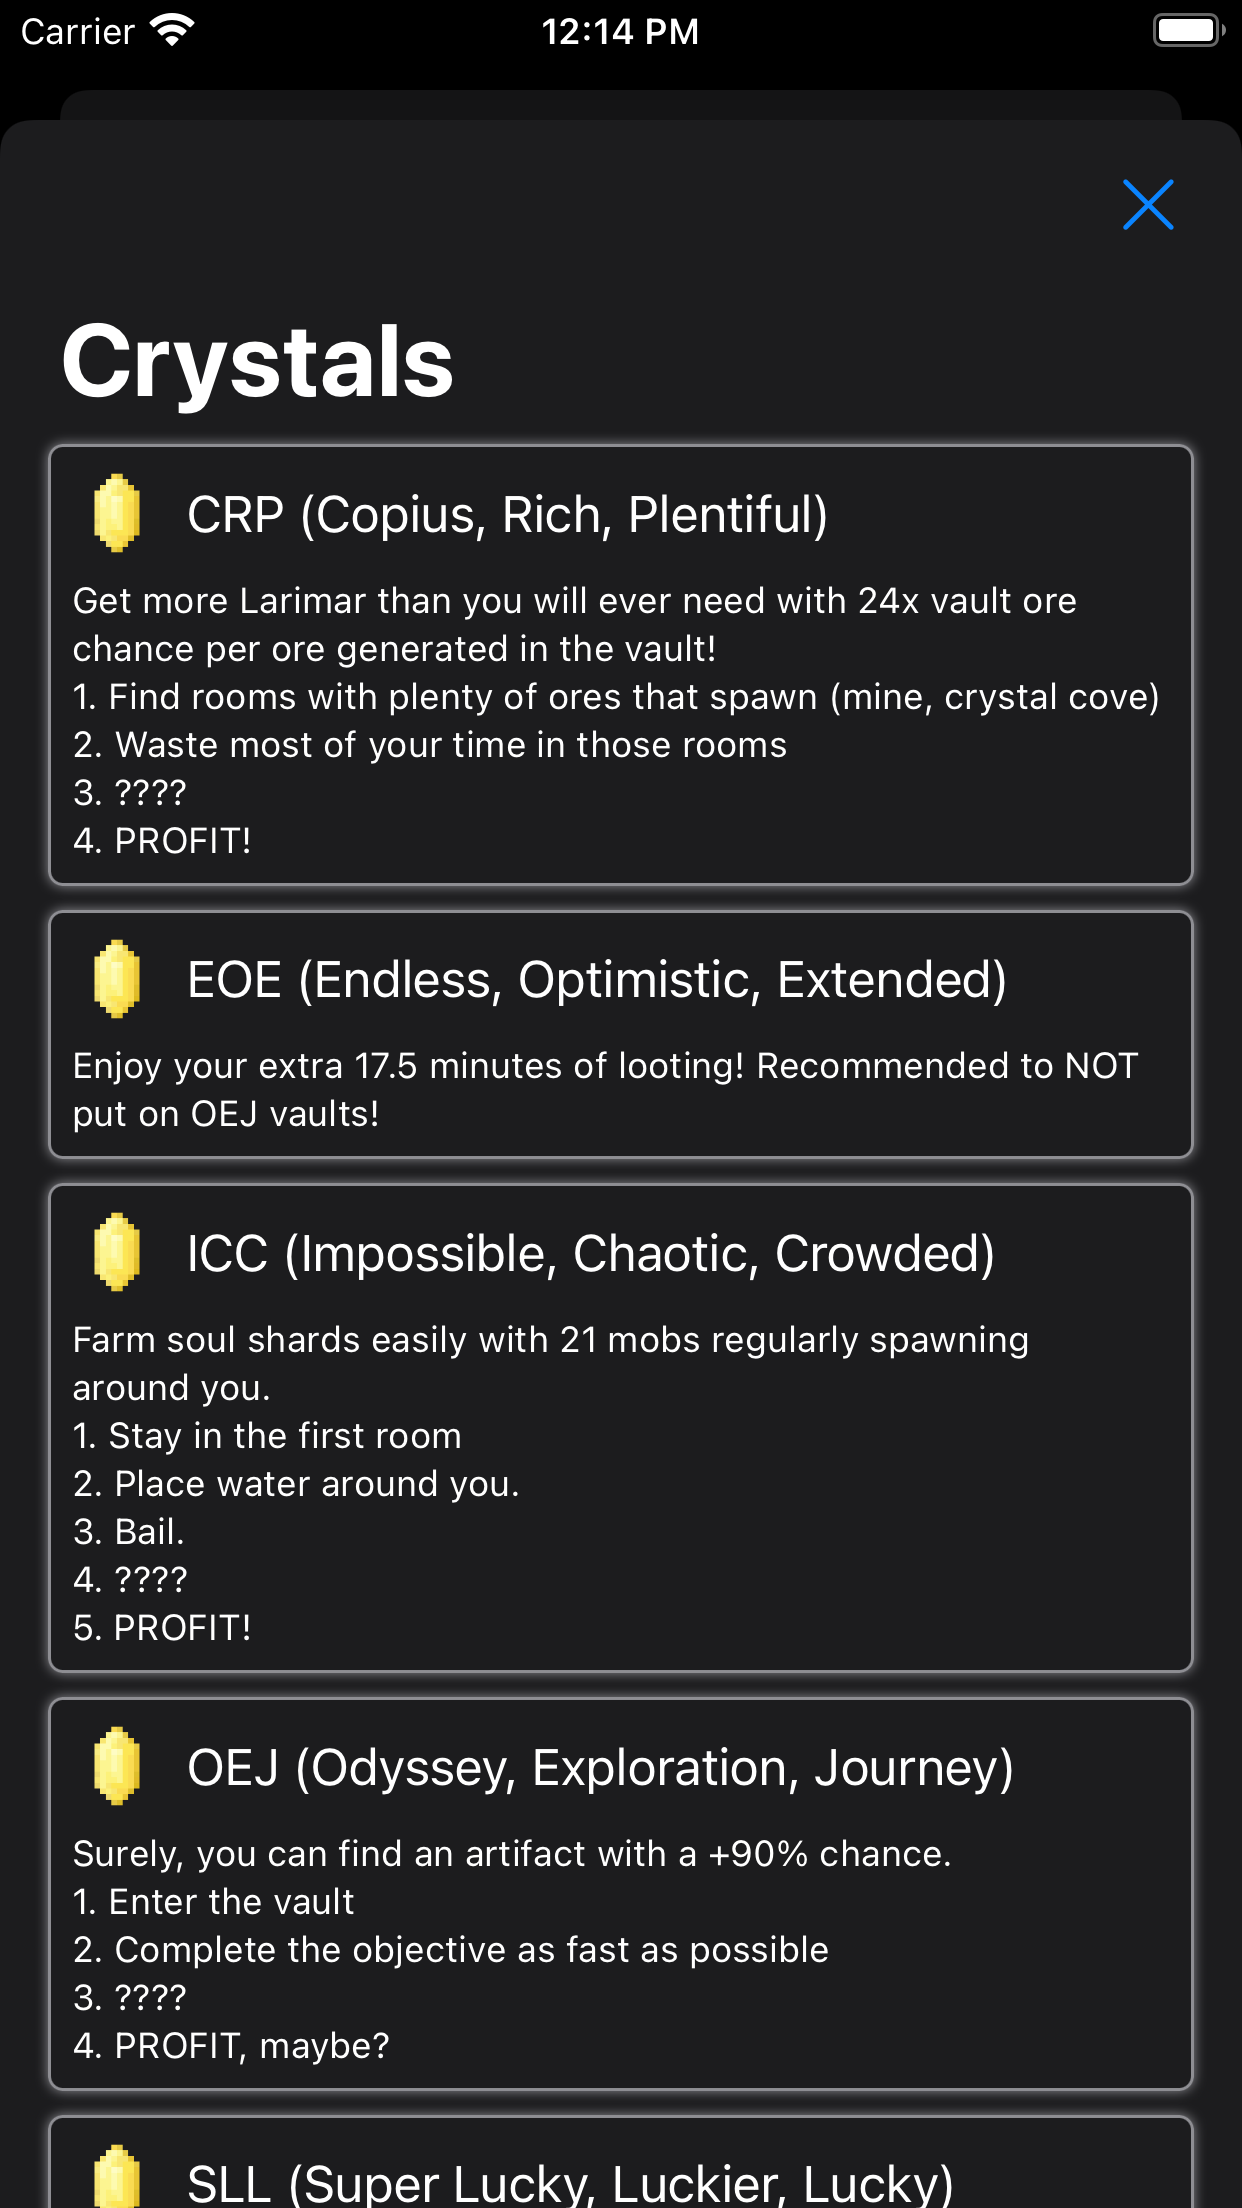 Carrier
12:14 PM
Crystals
CRP (Copius, Rich, Plentiful)
Get more Larimar than you will ever need with 24x vault ore
chance per ore generated in the vault!
1. Find rooms with plenty of ores that spawn (mine, crystal cove)
2. Waste most of your time in those rooms
3. ????
4. PROFIT!
EOE (Endless, Optimistic, Extended)
Enjoy your extra 17.5 minutes of looting! Recommended to NOT
put on OEJ vaults!
ICC (Impossible, Chaotic, Crowded)
Farm soul shards easily with 21 mobs regularly spawning
around you.
1. Stay in the first room
2. Place water around you.
3. Bail.
4. ????
5. PROFIT!
OEJ (Odyssey, Exploration, Journey)
Surely, you can find an artifact with a +90% chance.
1. Enter the vault
2. Complete the objective as fast as possible
3. ????
4. PROFIT, maybe?
SLL (Super Lucky, Luckier, Lucky)